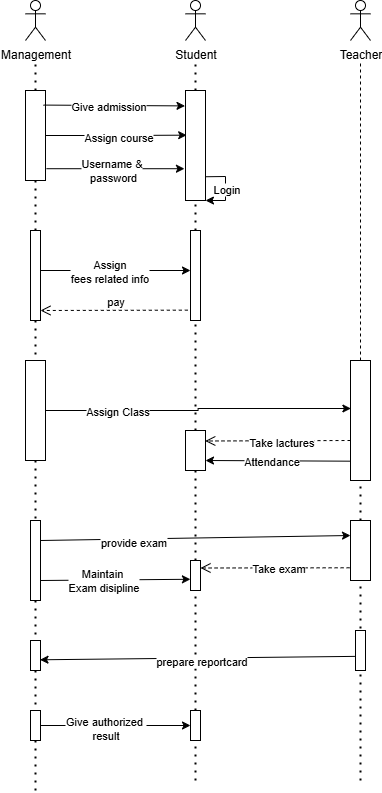 Management
Student
Teacher
Give admission
Assign course
Username &
password
Login
Assign
fees related info
pay
Assign Class
Take lactures
Attendance
provide exam
Take exam
Maintain
Exam disipline
prepare reportcard
Give authorized
result